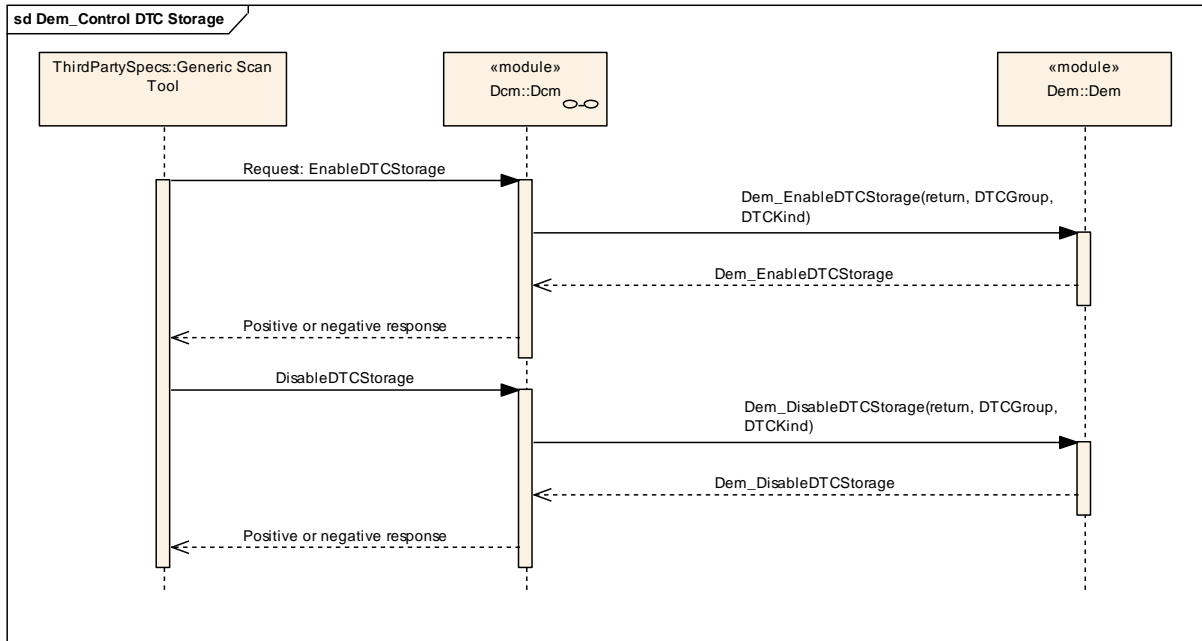 sd Dem_Control DTC Storage
ThirdPartySpecs::Generic Scan
Tool
«module»
Dcm::Dcm
«module»
Dem::Dem
Request: EnableDTCStorage
Dem_EnableDTCStorage(return, DTCGroup,
DTCKind)
Dem_EnableDTCStorage
Positive or negative response
DisableDTCStorage
Dem_DisableDTCStorage(return, DTCGroup,
DTCKind)
Dem_DisableDTCStorage
Positive or negative response